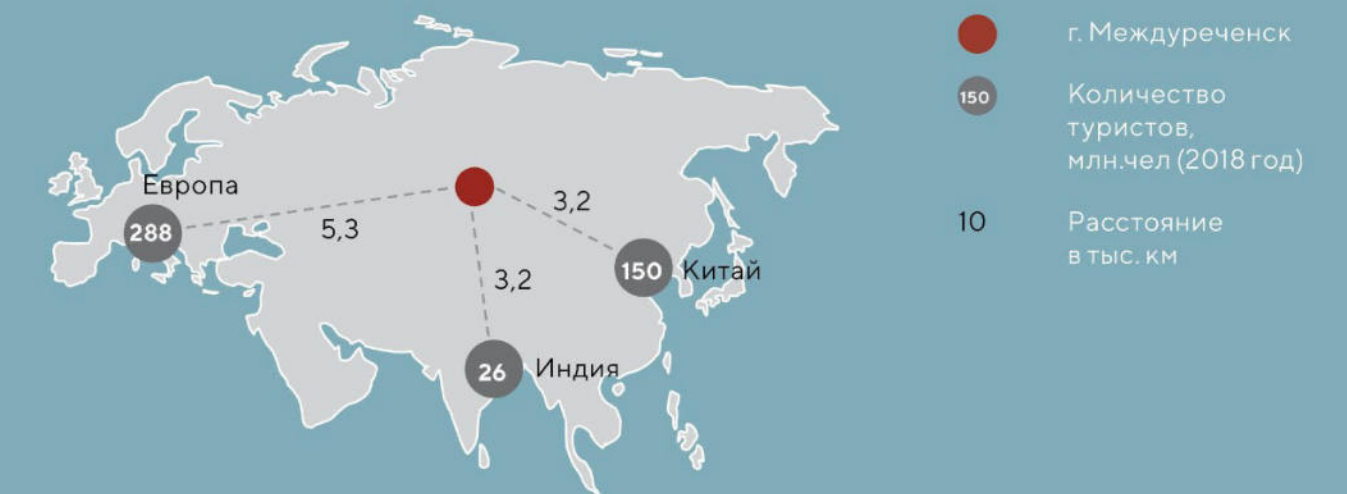 Европа
288
5,3
3,2
3,2
150 Китай
26 Индия
г. Междуреченск
150 Количество
туристов,
млн.чел (2018 год)
10 Расстояние
в тыс. км